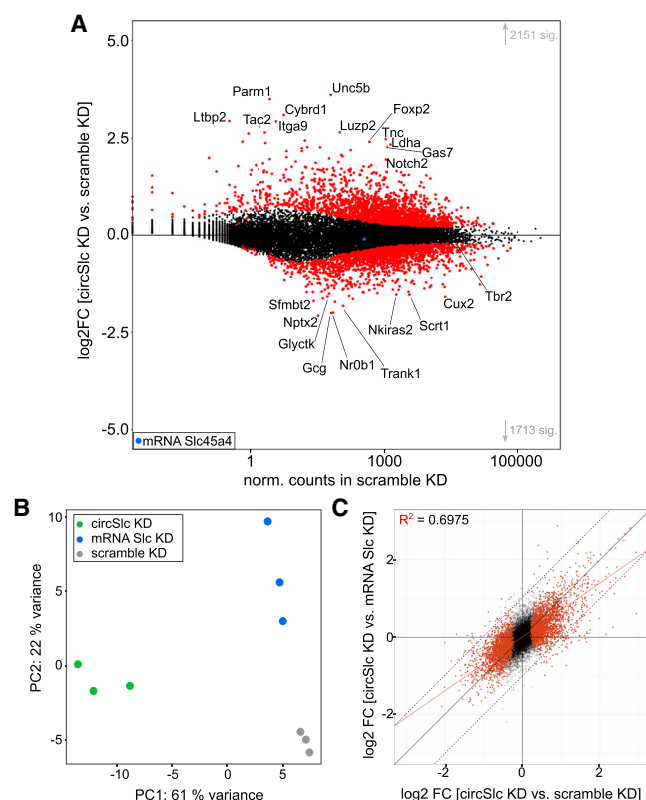 A
5.0
2151 sig.
Unc5b
Parm1
Cybrd1
Foxp2
Ltbp2
Tac2
Itga9
Luzp2
Tnc
Ldha
Gas7
2.5
Notch2
log2FC [circSlc KD vs. scramble KD]
0.0
Sfmbt2
Cux2
Tbr2
Nptx2
Nkiras2
Scrt1
-2.5
Glyctk
Gcg
Nr0b1
Trank1
-5.0
1713 sig.
mRNA Slc45a4
1
1000
100000
norm. counts in scramble KD
B
circSlc KD
mRNA Slc KD
scramble KD
10
5
0
-5
PC2: 22 % variance
-10
-5
0
5
PC1: 61 % variance
C
R² = 0.6975
2
0
-2
log2 FC [circSlc KD vs. mRNA Slc KD]
-2
0
2
log2 FC [circSlc KD vs. scramble KD]